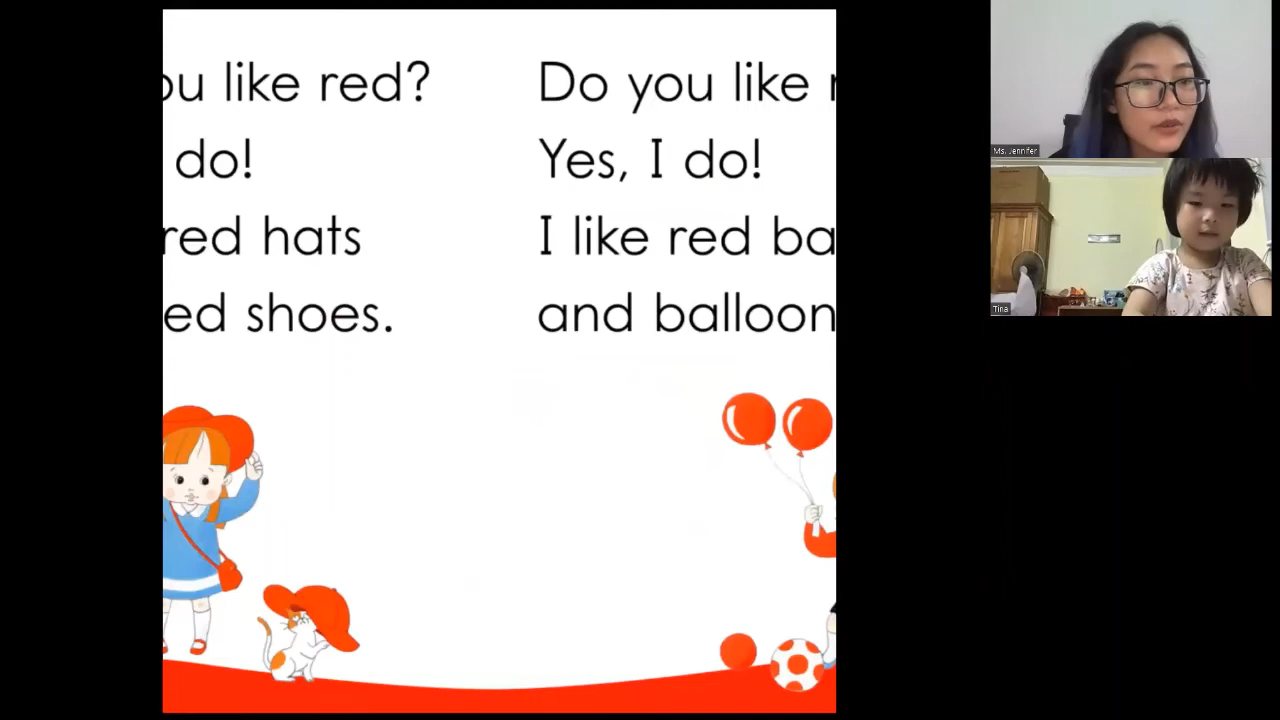 ou like red?
do!
red hats
ed shoes.
Do you like r
Yes, I do!
I like red ba
and balloon
Ms. Jennifer
Tina